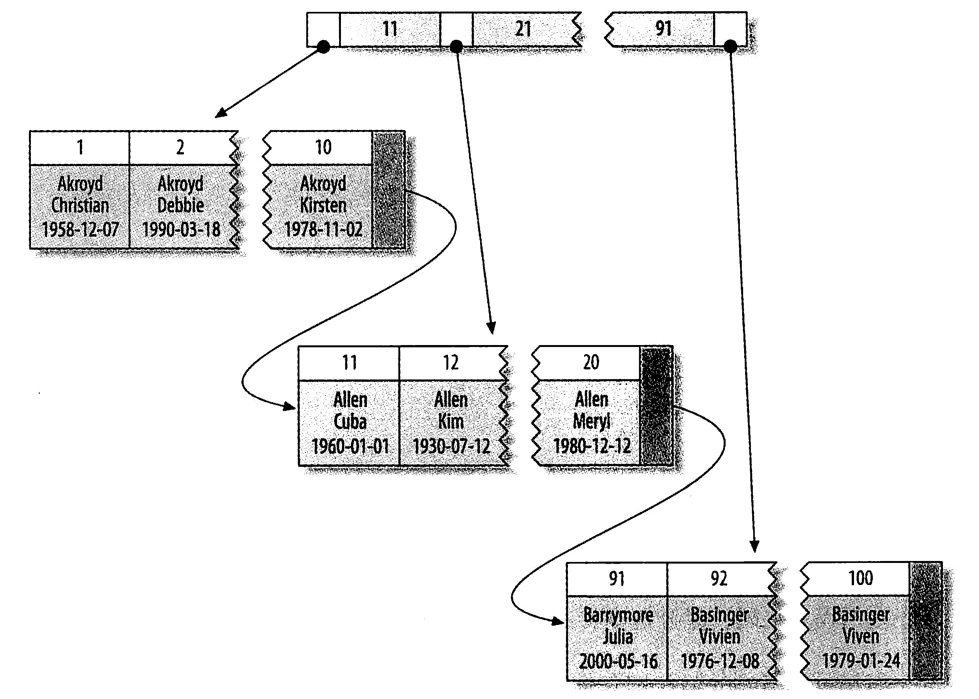 11 21 91
1 2 10
Akroyd Akroyd Akroyd
Christian Debbie Kirsten
1958-12-07 1990-03-18 1978-11-02
11 12 20
Allen Allen Allen
Cuba Kim Meryl
1960-01-01 1930-07-12 1980-12-12
91 92 100
Barrymore Basinger Basinger
Julia Vivien Viven
2000-05-16 1976-12-08 1979-01-24